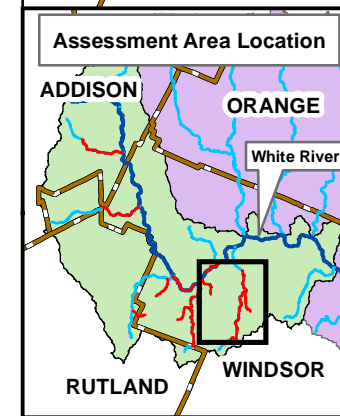 Assessment Area Location
ADDISON
ORANGE
White River
WINDSOR
RUTLAND